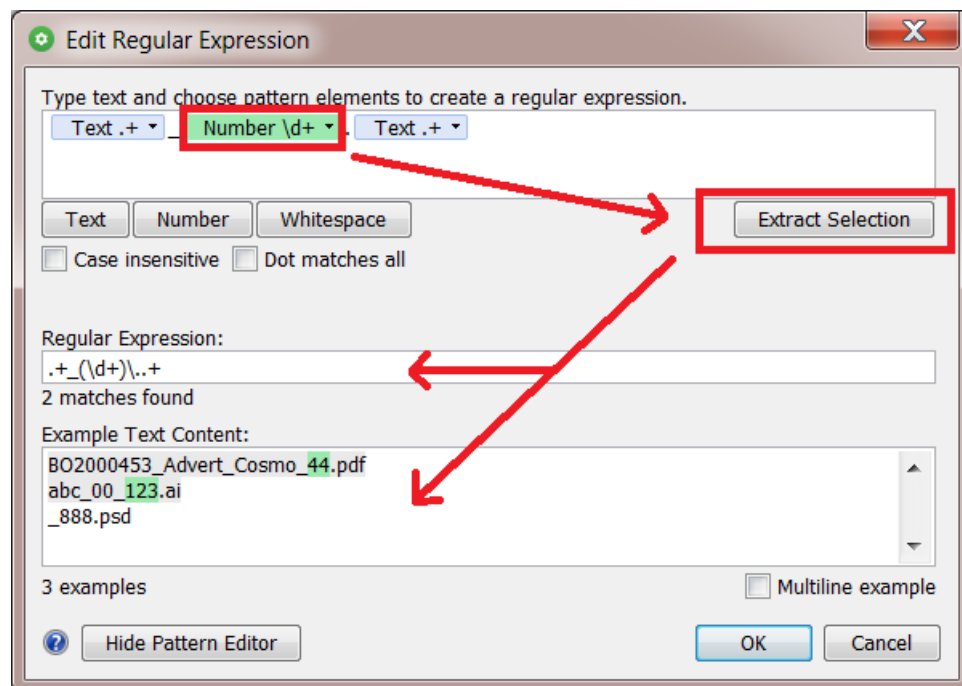 Edit Regular Expression
X
Type text and choose pattern elements to create a regular expression.
Text .+ _ Number \d+ . Text .+
Text Number Whitespace Extract Selection
Case insensitive Dot matches all
Regular Expression:
.+_(\d+)\..+
2 matches found
Example Text Content:
BO2000453_Advert_Cosmo_44.pdf
abc_00_123.ai
_888.psd
3 examples Multiline example
? Hide Pattern Editor OK Cancel